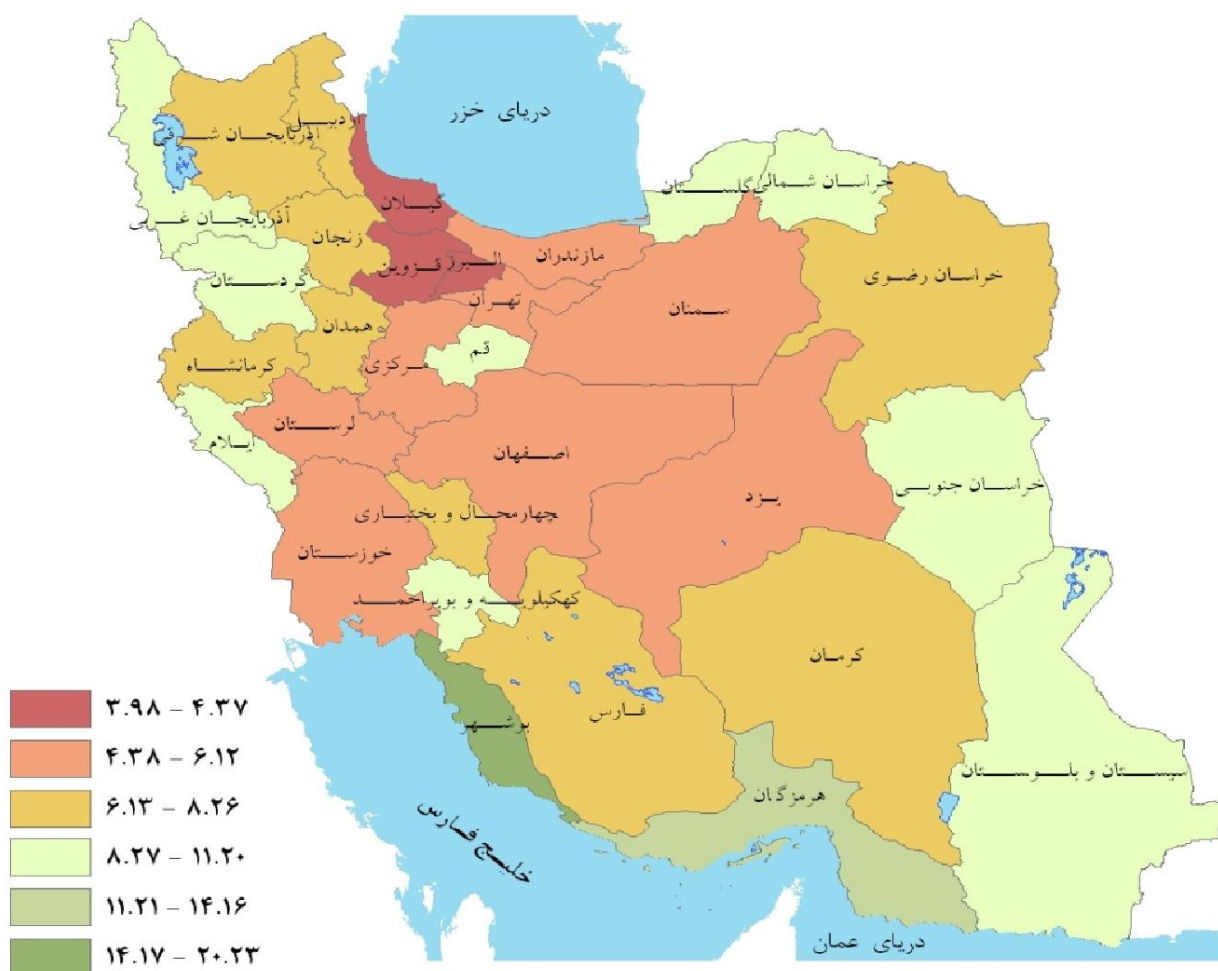 دریای خزر
اردبیل
آذربایجان شرقی
گیلان
گلستان
خراسان شمالی
آذربایجان غربی
زنجان
مازندران
البرز
قزوین
خراسان رضوی
کردستان
تهران
سمنان
همدان
قم
کرمانشاه
مرکزی
لرستان
ایلام
اصفهان
یزد
خراسان جنوبی
چهارمحال و بختیاری
خوزستان
کهکیلویه و بویراحمد
کرمان
فارس
بوشهر
سیستان و بلوستان
هرمزگان
خلیج فارس
دریای عمان
۳.۹۸ – ۴.۳۷
۴.۳۸ – ۶.۱۲
۶.۱۳ – ۸.۲۶
۸.۲۷ – ۱۱.۲۰
۱۱.۲۱ – ۱۴.۱۶
۱۴.۱۷ – ۲۰.۲۳